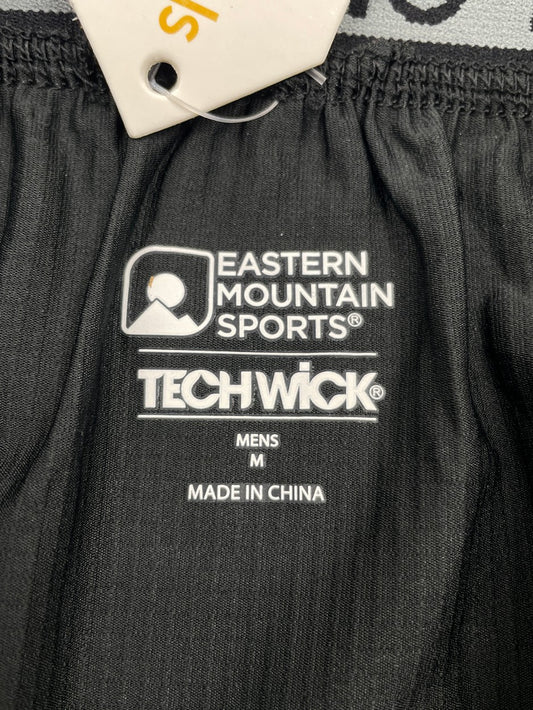 EASTERN
MOUNTAIN
SPORTS®
TECHWiCK®
MENS
M
MADE IN CHINA